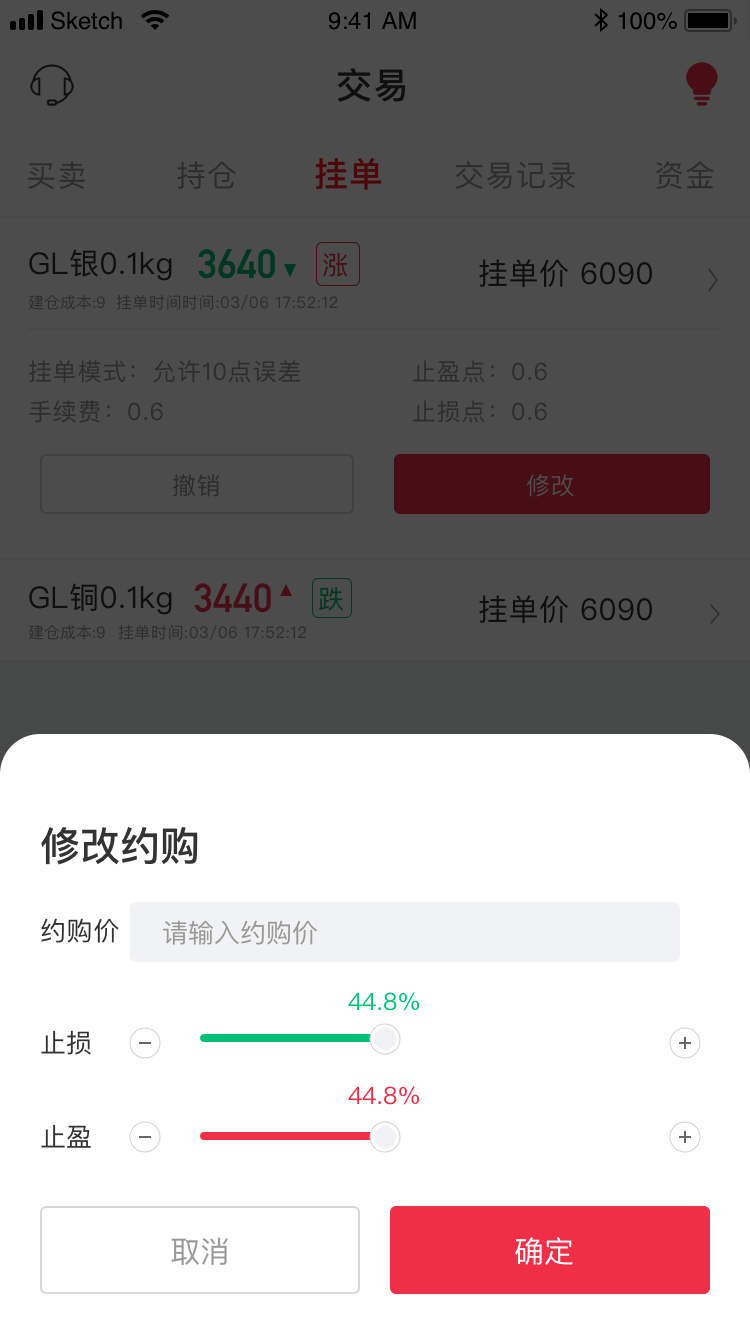 Sketch 9:41 AM 100%
交易
买卖 持仓 挂单 交易记录 资金
GL银0.1kg 3640▼ 涨 挂单价 6090
建仓成本:9 挂单时间时间:03/06 17:52:12
挂单模式：允许10点误差 止盈点：0.6
手续费：0.6 止损点：0.6
撤销 修改
GL铜0.1kg 3440▲ 跌 挂单价 6090
建仓成本:9 挂单时间:03/06 17:52:12
修改约购
约购价 请输入约购价
44.8%
止损 − +
44.8%
止盈 − +
取消 确定